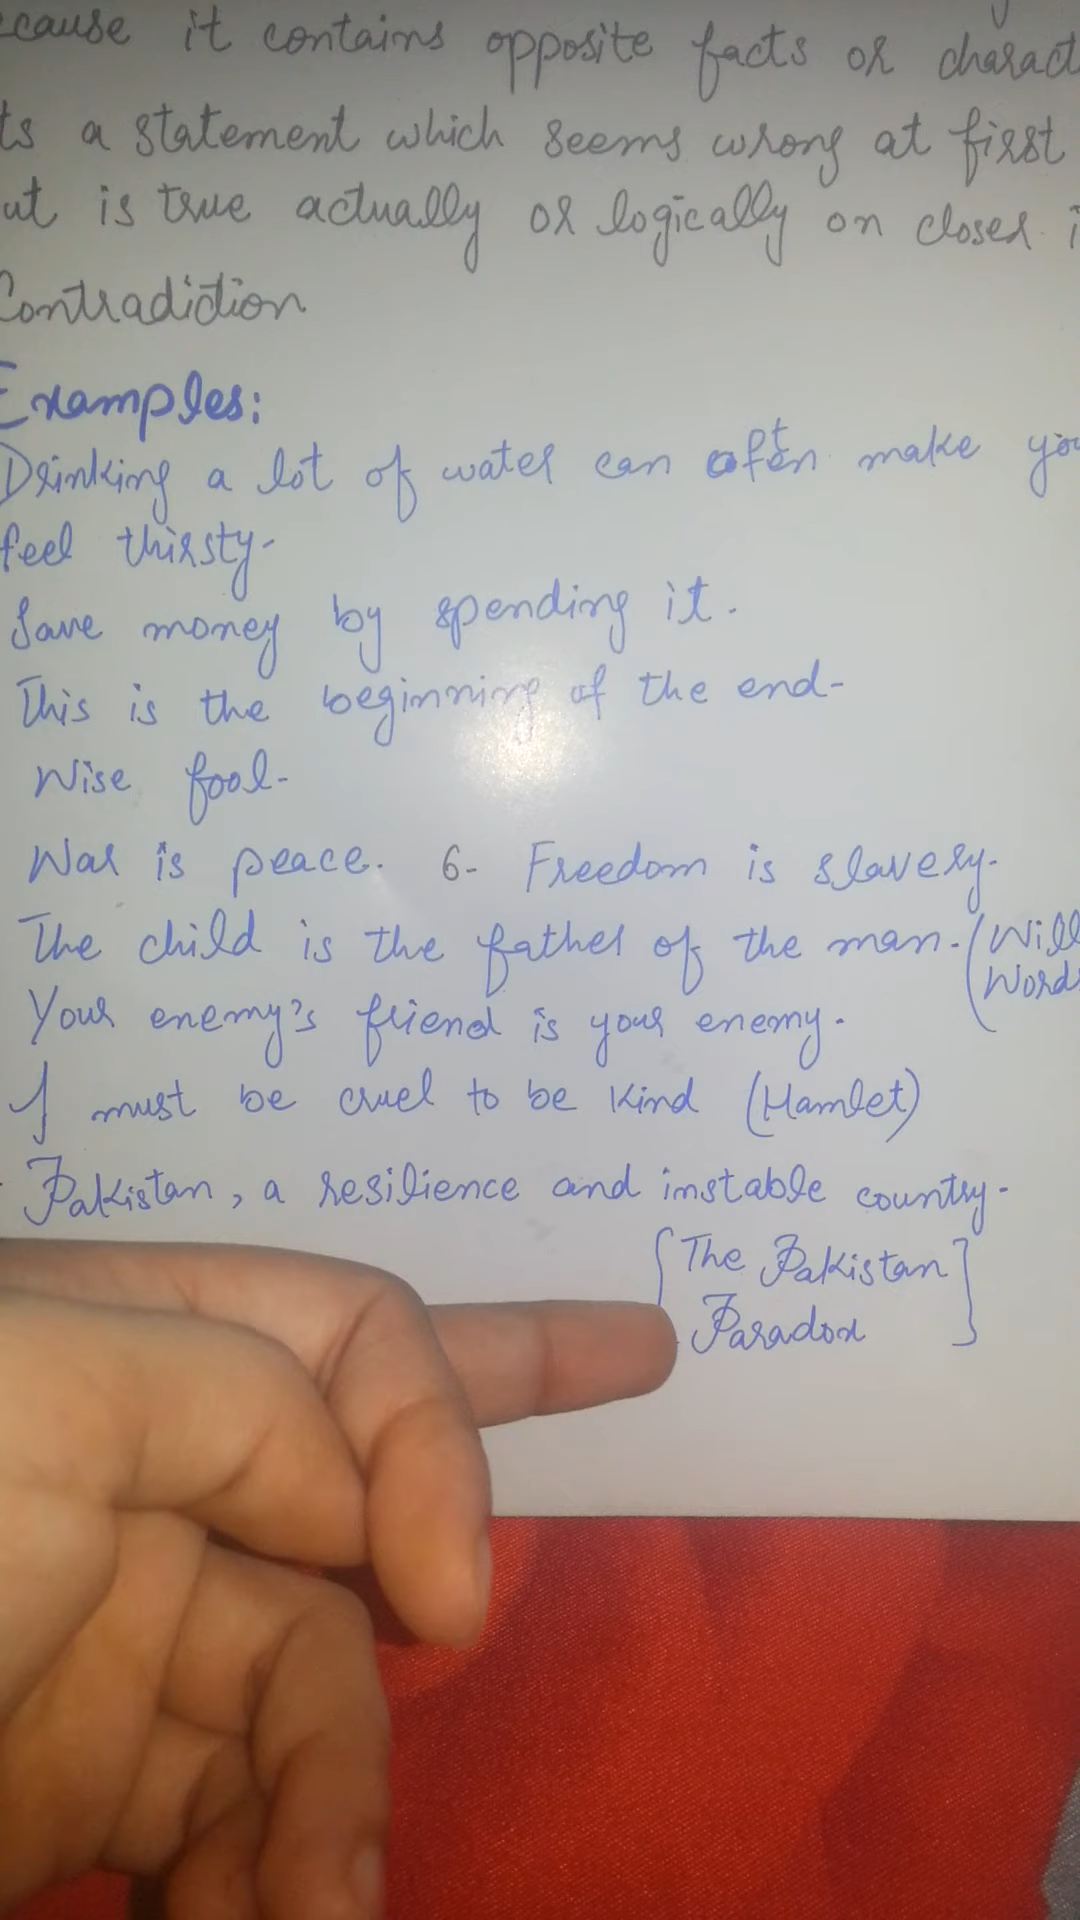 cause it contains opposite facts or charact
ts a statement which seems wrong at first
ut is true actually or logically on closer i
Contradiction
Examples:
Drinking a lot of water can often make you
feel thirsty.
Save money by spending it.
This is the beginning of the end.
Wise fool.
War is peace. 6- Freedom is slavery.
The child is the father of the man. (Will
Words
Your enemy's friend is your enemy.
I must be cruel to be kind (Hamlet)
Pakistan, a resilience and instable country.
[The Pakistan
Paradox]